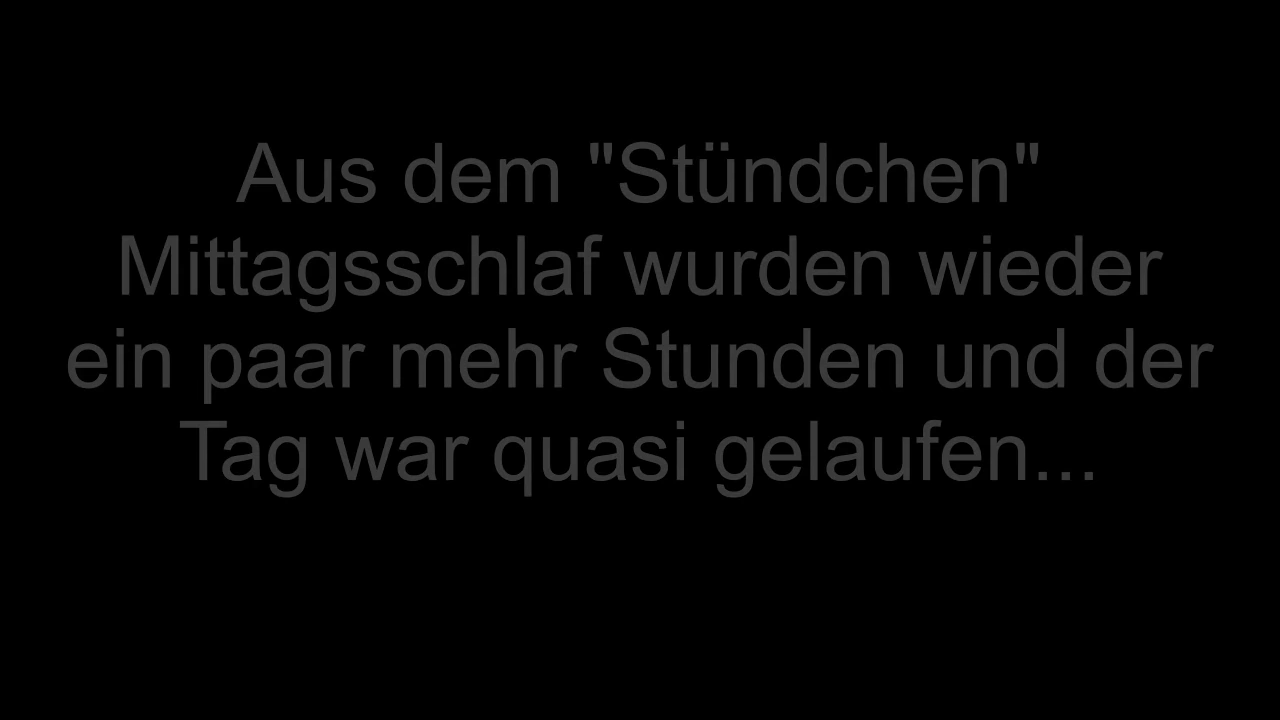 Aus dem "Stündchen"
Mittagsschlaf wurden wieder
ein paar mehr Stunden und der
Tag war quasi gelaufen...